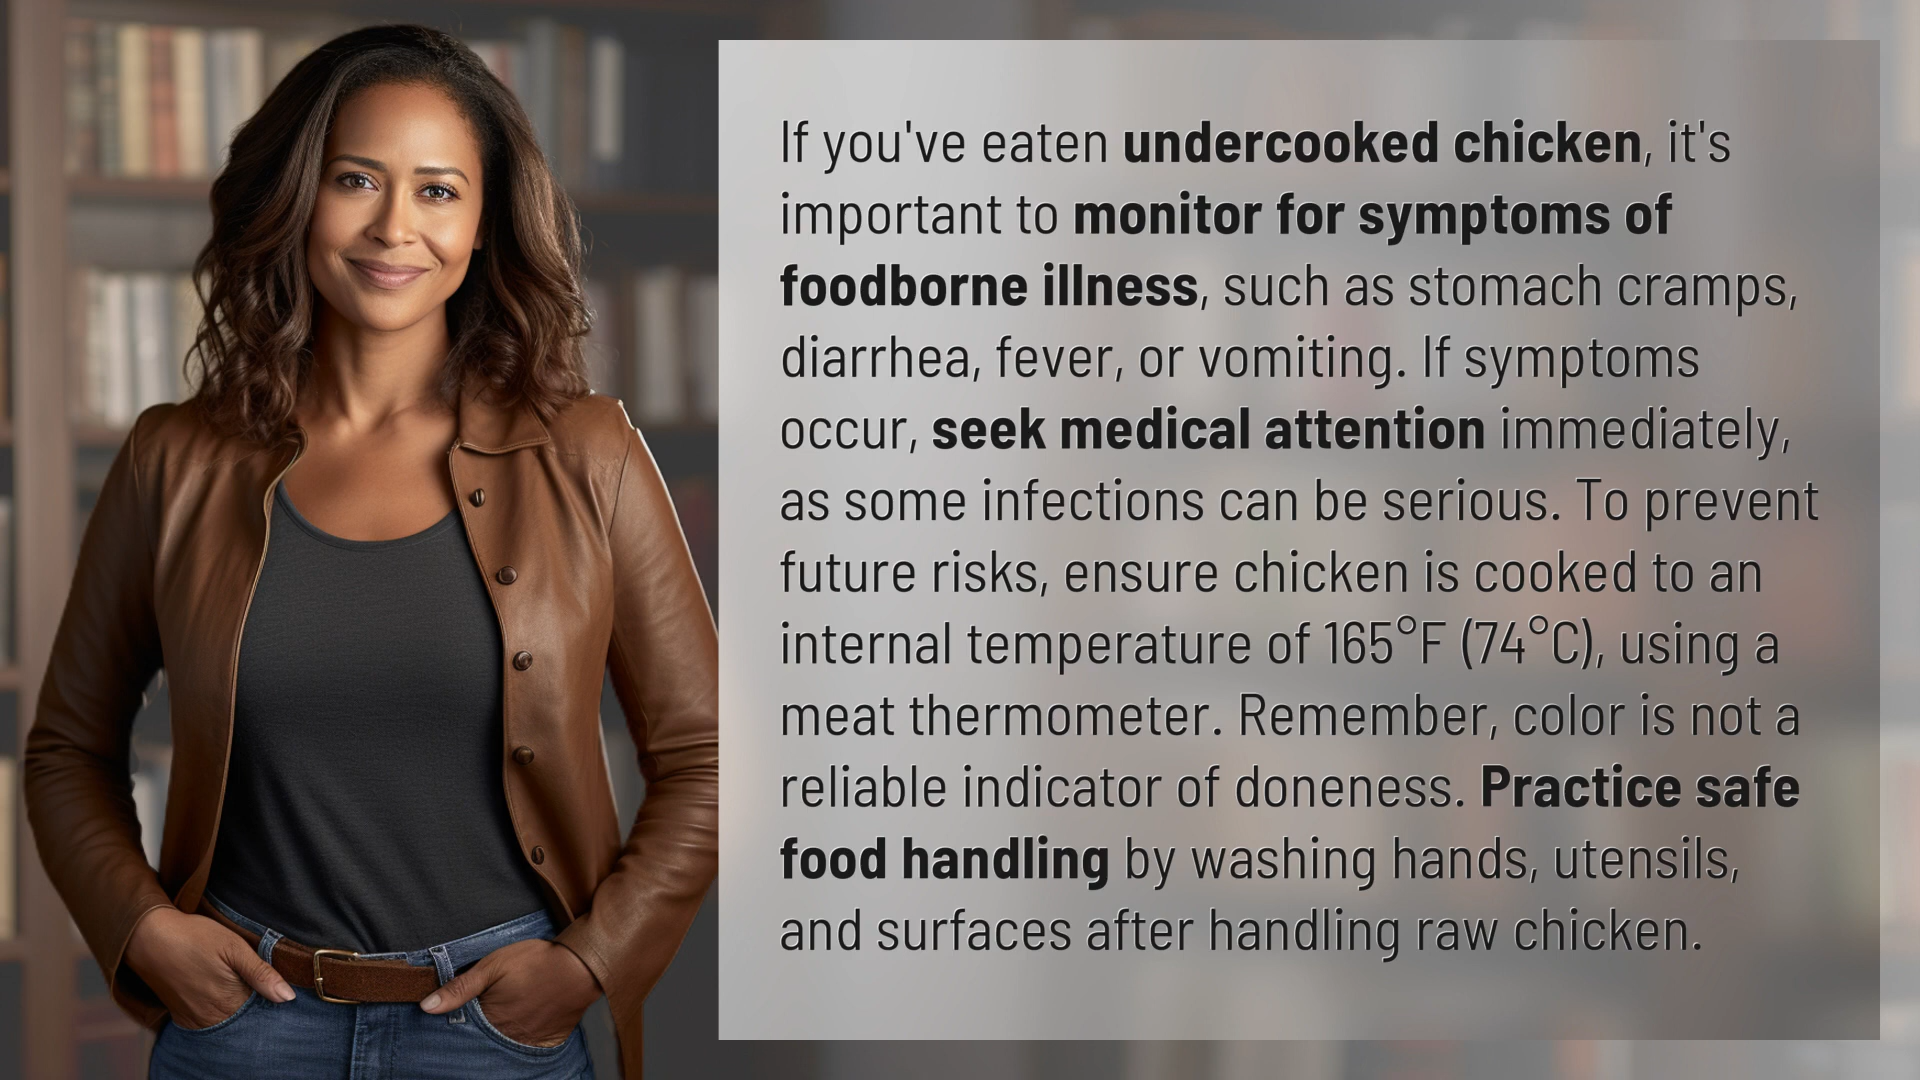 If you've eaten undercooked chicken, it's
important to monitor for symptoms of
foodborne illness, such as stomach cramps,
diarrhea, fever, or vomiting. If symptoms
occur, seek medical attention immediately,
as some infections can be serious. To prevent
future risks, ensure chicken is cooked to an
internal temperature of 165°F (74°C), using a
meat thermometer. Remember, color is not a
reliable indicator of doneness. Practice safe
food handling by washing hands, utensils,
and surfaces after handling raw chicken.